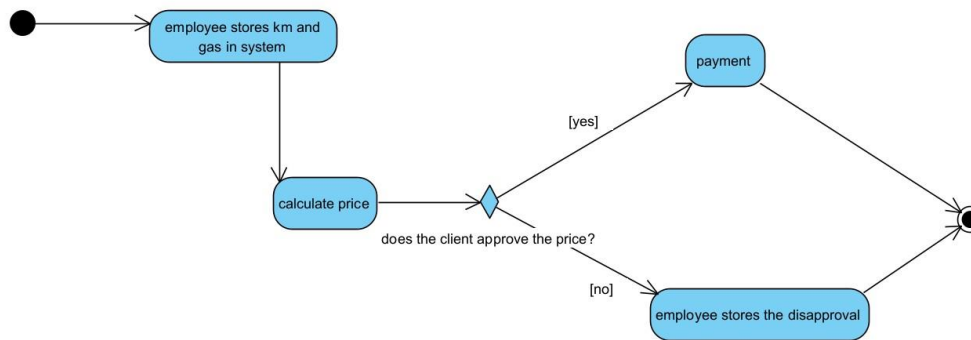 employee stores km and
gas in system
payment
[yes]
calculate price
does the client approve the price?
[no]
employee stores the disapproval